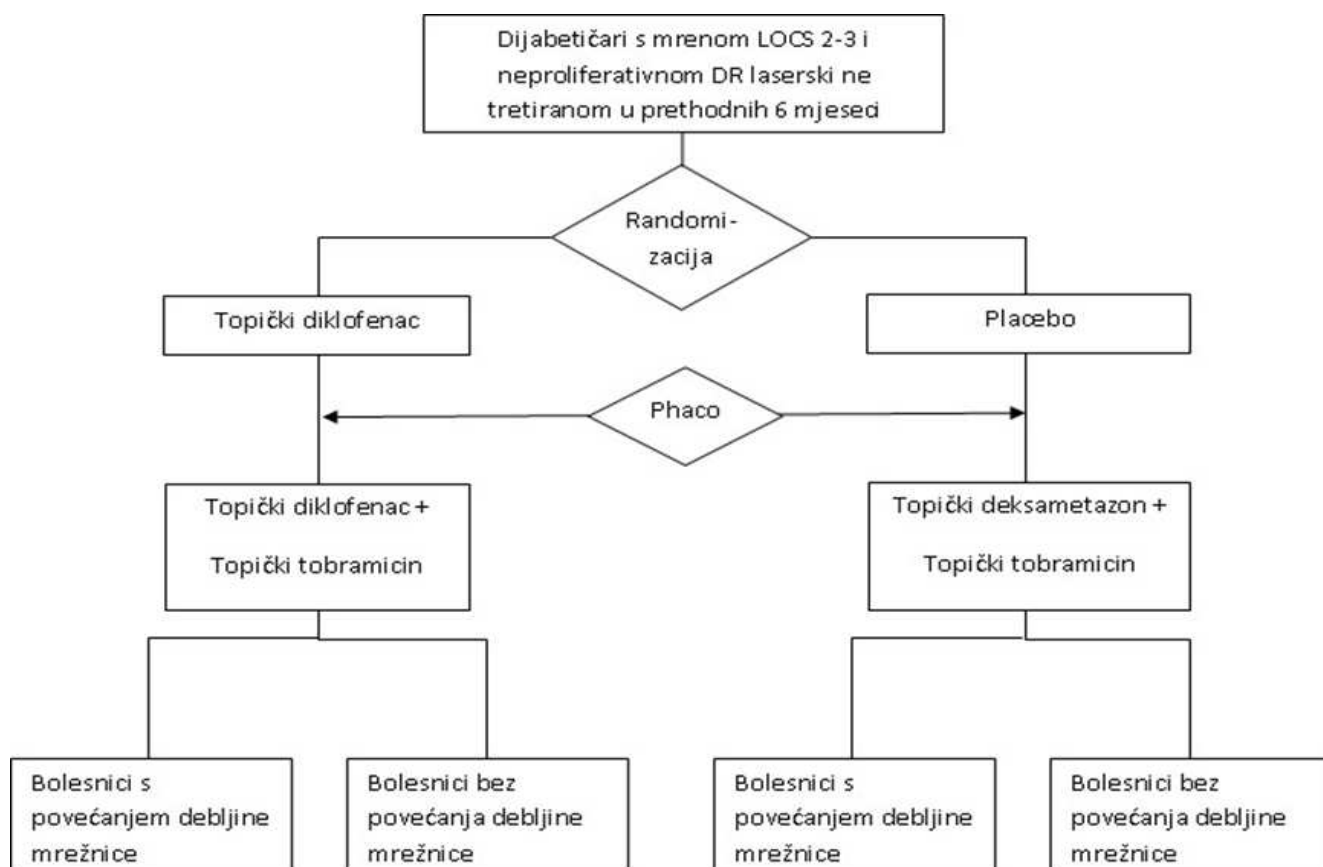 Dijabetičari s mrenom LOCS 2-3 i
neproliferativnom DR laserski ne
tretiranom u prethodnih 6 mjeseci
Randomi-
zacija
Topički diklofenac
Placebo
Phaco
Topički diklofenac +
Topički tobramicin
Topički deksametazon +
Topički tobramicin
Bolesnici s
povećanjem debljine
mrežnice
Bolesnici bez
povećanja debljine
mrežnice
Bolesnici s
povećanjem debljine
mrežnice
Bolesnici bez
povećanja debljine
mrežnice